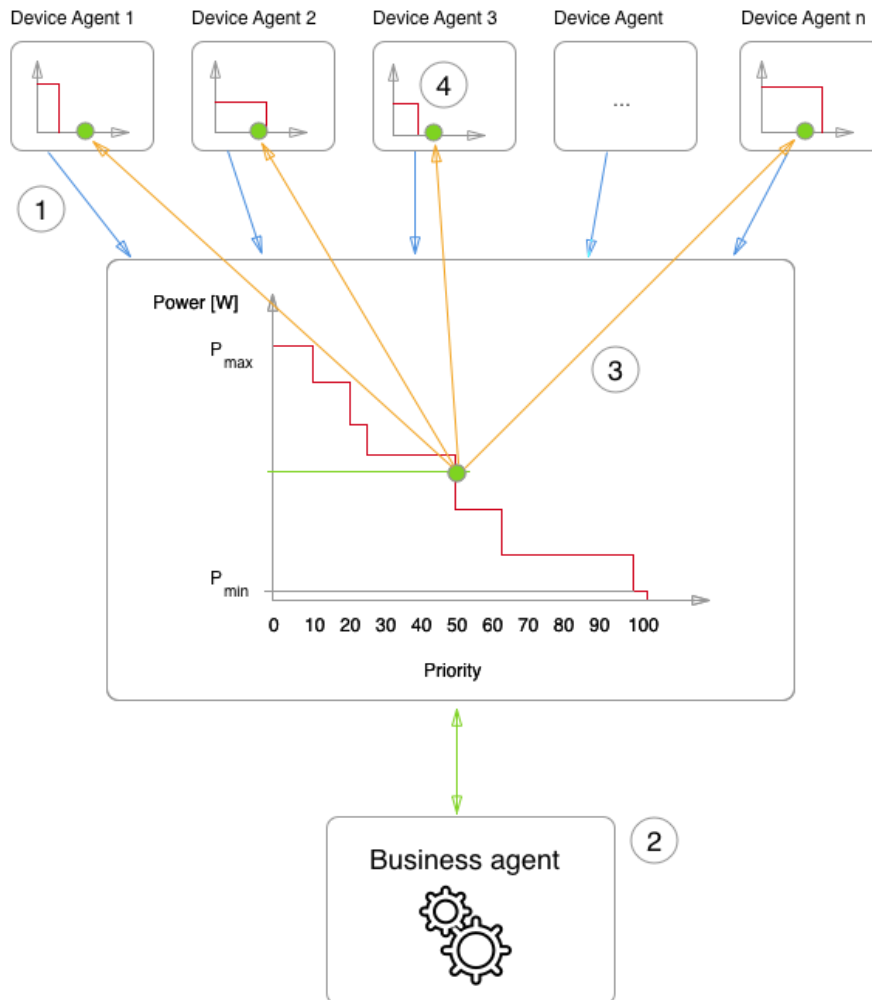 Device Agent 1
Device Agent 2
Device Agent 3
Device Agent
Device Agent n
4
...
1
Power [W]
P max
3
P min
0 10 20 30 40 50 60 70 80 90 100
Priority
2
Business agent